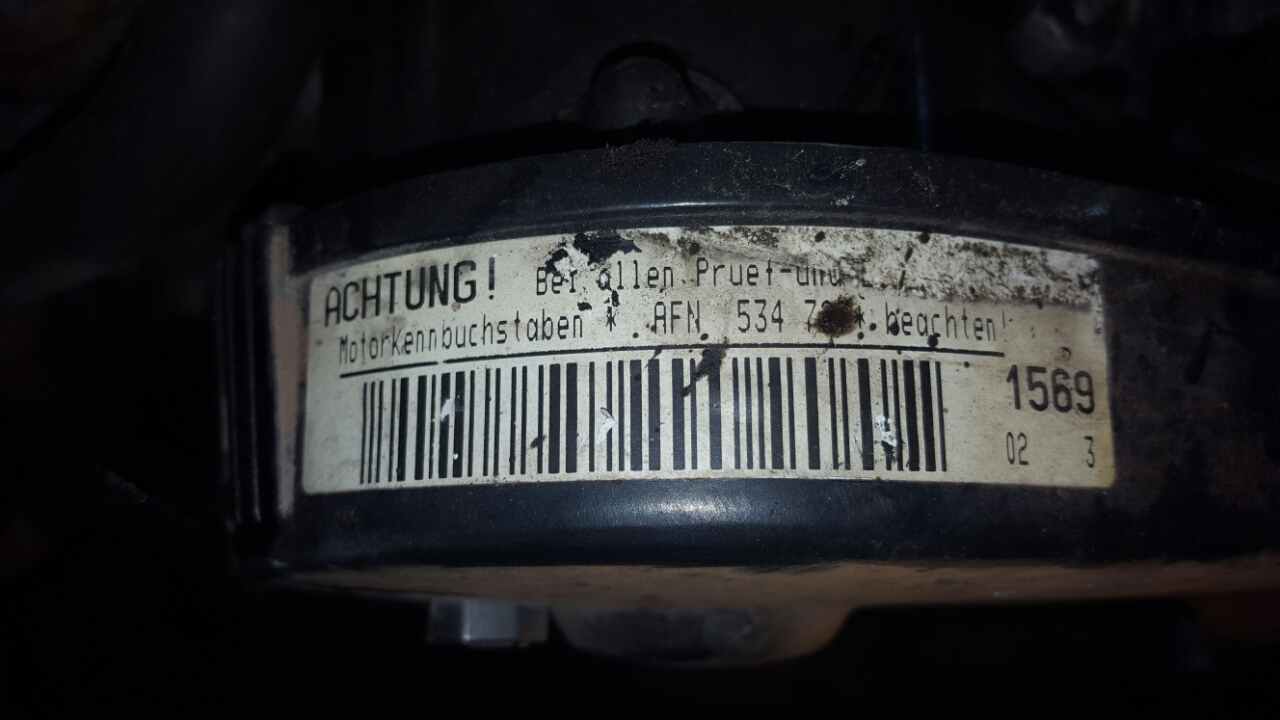 ACHTUNG! Bei allen Pruef-und
Motorkennbuchstaben * AFN 534 * beachten!
1569
02 3